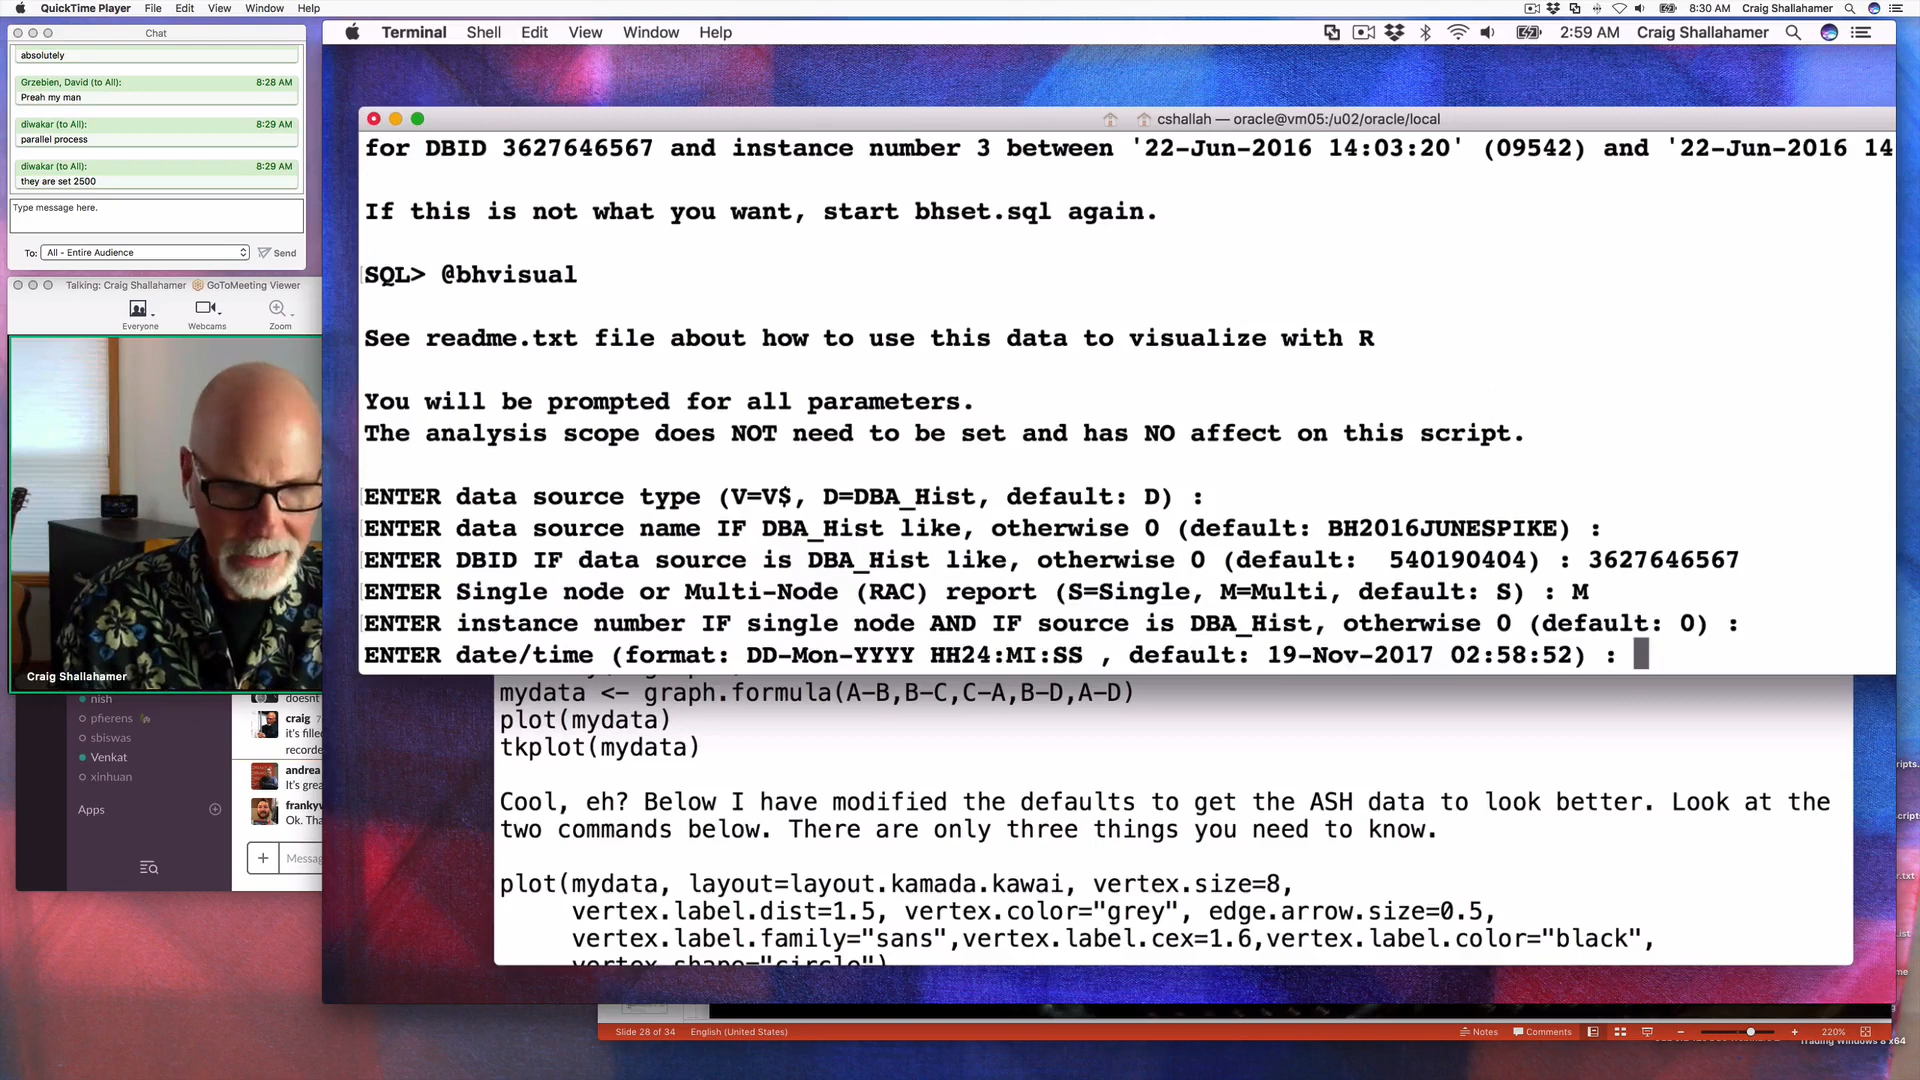 QuickTime Player File Edit View Window Help
8:30 AM Craig Shallahamer
Chat
absolutely
Grzebien, David (to All): 8:28 AM
Preah my man
diwakar (to All): 8:29 AM
parallel process
diwakar (to All): 8:29 AM
they are set 2500
Type message here.
To: All - Entire Audience Send
Talking: Craig Shallahamer GoToMeeting Viewer
Everyone Webcams Zoom
Craig Shallahamer
nish
pfierens
sbiswas
Venkat
xinhuan
Apps
craig
it's fille
recorde
andrea
It's grea
frankyw
Ok. Tha
Messa
Terminal Shell Edit View Window Help
2:59 AM Craig Shallahamer
cshallah — oracle@vm05:/u02/oracle/local
for DBID 3627646567 and instance number 3 between '22-Jun-2016 14:03:20' (09542) and '22-Jun-2016 14
If this is not what you want, start bhset.sql again.
SQL> @bhvisual
See readme.txt file about how to use this data to visualize with R
You will be prompted for all parameters.
The analysis scope does NOT need to be set and has NO affect on this script.
ENTER data source type (V=V$, D=DBA_Hist, default: D) :
ENTER data source name IF DBA_Hist like, otherwise 0 (default: BH2016JUNESPIKE) :
ENTER DBID IF data source is DBA_Hist like, otherwise 0 (default: 540190404) : 3627646567
ENTER Single node or Multi-Node (RAC) report (S=Single, M=Multi, default: S) : M
ENTER instance number IF single node AND IF source is DBA_Hist, otherwise 0 (default: 0) :
ENTER date/time (format: DD-Mon-YYYY HH24:MI:SS , default: 19-Nov-2017 02:58:52) :
mydata <- graph.formula(A-B,B-C,C-A,B-D,A-D)
plot(mydata)
tkplot(mydata)
Cool, eh? Below I have modified the defaults to get the ASH data to look better. Look at the
two commands below. There are only three things you need to know.
plot(mydata, layout=layout.kamada.kawai, vertex.size=8,
vertex.label.dist=1.5, vertex.color="grey", edge.arrow.size=0.5,
vertex.label.family="sans",vertex.label.cex=1.6,vertex.label.color="black",
vertex.shape="circle")
Slide 28 of 34 English (United States) Notes Comments 220%
Trading Windows 8 x64